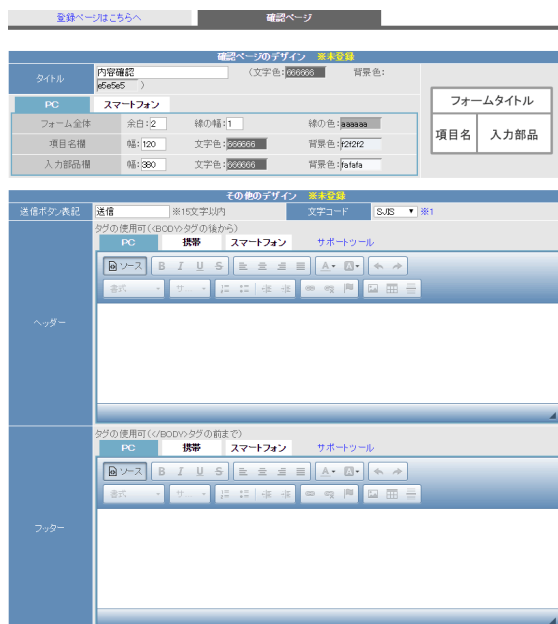 登録ページはこちらへ 確認ページ
確認ページのデザイン ※未登録
タイトル 内容確認 (文字色:666666 背景色:
e5e5e5 )
フォームタイトル
項目名 入力部品
PC スマートフォン
フォーム全体 余白:2 線の幅:1 線の色:aaaaaa
項目名欄 幅:120 文字色:666666 背景色:f2f2f2
入力部品欄 幅:380 文字色:666666 背景色:fafafa
その他のデザイン ※未登録
送信ボタン表記 送信 ※15文字以内 文字コード SJIS ※1
ヘッダー
タグの使用可(<BODY>タグの後から)
PC 携帯 スマートフォン サポートツール
ソース B I U S A A
書式 サ...
フッター
タグの使用可(</BODY>タグの前まで)
PC 携帯 スマートフォン サポートツール
ソース B I U S A A
書式 サ...